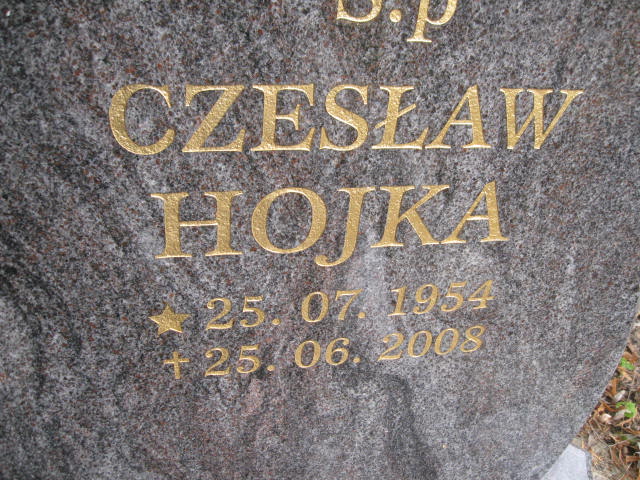 Ś.p
CZESŁAW
HOJKA
★ 25. 07. 1954
✝ 25. 06. 2008